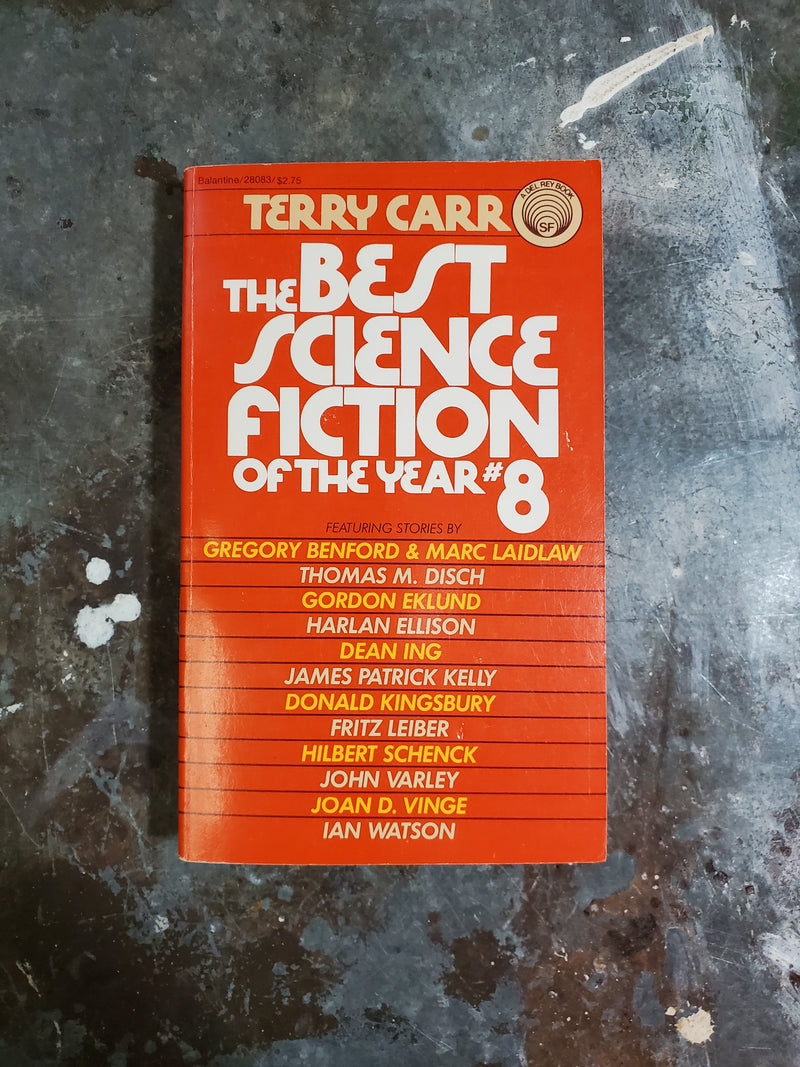 Ballantine/28083/$2.75
TERRY CARR
A DEL REY BOOK
SF
THE BEST
SCIENCE
FICTION
OF THE YEAR #8
FEATURING STORIES BY
GREGORY BENFORD & MARC LAIDLAW
THOMAS M. DISCH
GORDON EKLUND
HARLAN ELLISON
DEAN ING
JAMES PATRICK KELLY
DONALD KINGSBURY
FRITZ LEIBER
HILBERT SCHENCK
JOHN VARLEY
JOAN D. VINGE
IAN WATSON